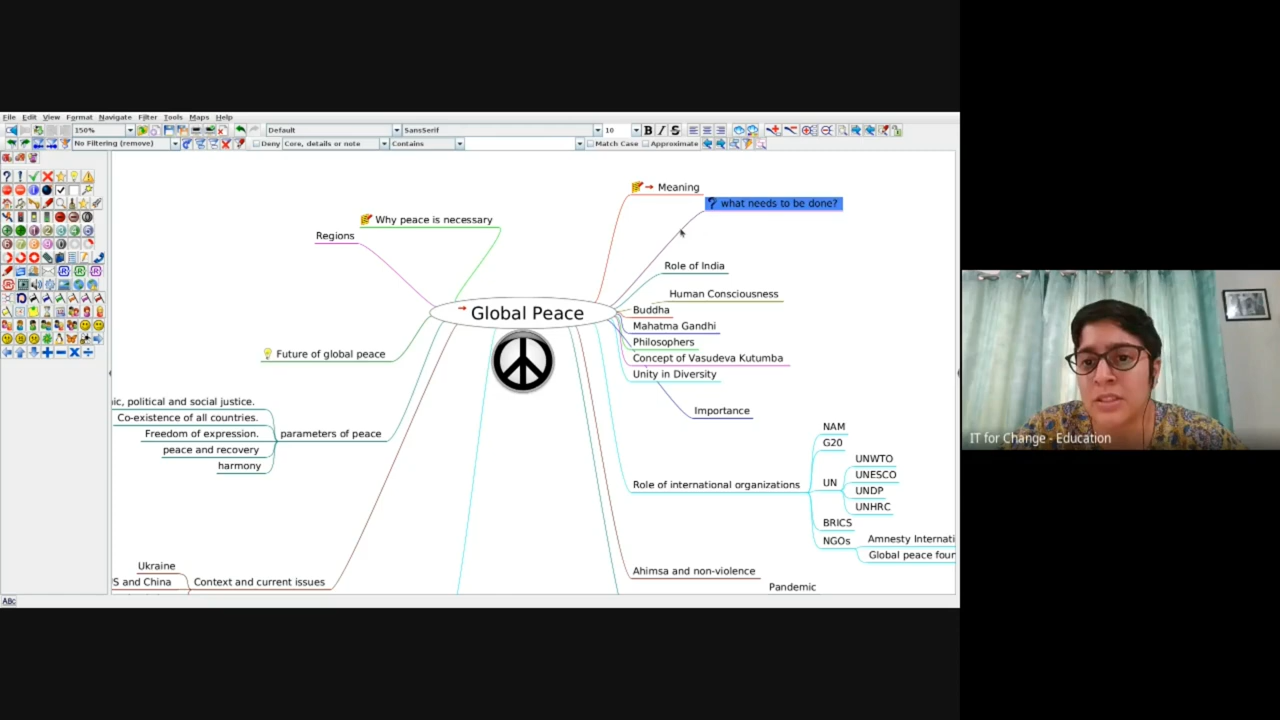 File Edit View Format Navigate Filter Tools Maps Help
150% Default SansSerif 10 B I S
No Filtering (remove) Deny Core, details or note Contains Match Case Approximate
Meaning
what needs to be done?
Why peace is necessary
Regions
Role of India
Human Consciousness
Buddha
Global Peace
Mahatma Gandhi
Philosophers
Future of global peace
Concept of Vasudeva Kutumba
Unity in Diversity
ic, political and social justice.
Importance
Co-existence of all countries.
NAM
Freedom of expression.
parameters of peace
G20
peace and recovery
UNWTO
harmony
UNESCO
Role of international organizations
UN
UNDP
UNHRC
BRICS
NGOs
Amnesty Internati
Global peace four
Ukraine
Ahimsa and non-violence
S and China
Context and current issues
Pandemic
ABc
IT for Change - Education